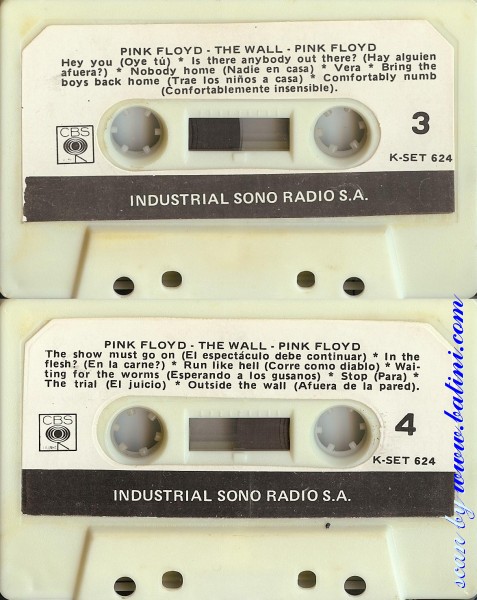 PINK FLOYD - THE WALL - PINK FLOYD
Hey you (Oye tú) * Is there anybody out there? (Hay alguien
afuera?) * Nobody home (Nadie en casa) * Vera * Bring the
boys back home (Trae los niños a casa) * Comfortably numb
(Confortablemente insensible).
CBS
3
K-SET 624
INDUSTRIAL SONO RADIO S.A.
PINK FLOYD - THE WALL - PINK FLOYD
The show must go on (El espectáculo debe continuar) * In the
flesh? (En la carne?) * Run like hell (Corre como diablo) * Wai-
ting for the worms (Esperando a los gusanos) * Stop (Para) *
The trial (El juicio) * Outside the wall (Afuera de la pared).
CBS
4
K-SET 624
INDUSTRIAL SONO RADIO S.A.
scan by www.batini.com